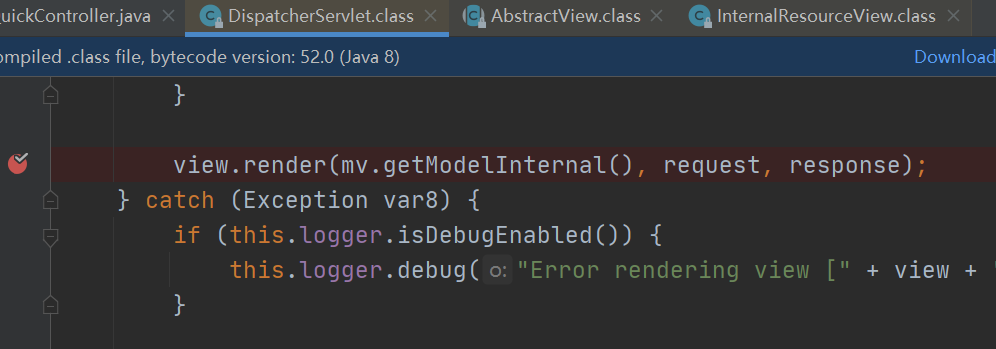 uickController.java DispatcherServlet.class AbstractView.class InternalResourceView.class
ompiled .class file, bytecode version: 52.0 (Java 8) Download
}
view.render(mv.getModelInternal(), request, response);
} catch (Exception var8) {
if (this.logger.isDebugEnabled()) {
this.logger.debug( o: "Error rendering view [" + view + "
}